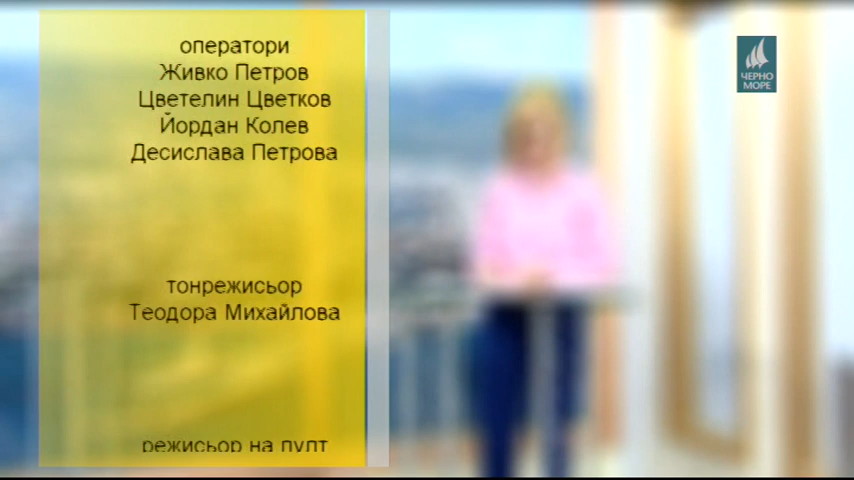 оператори
Живко Петров
Цветелин Цветков
Йордан Колев
Десислава Петрова
тонрежисьор
Теодора Михайлова
режисьор на пулт
ЧЕРНО
МОРЕ